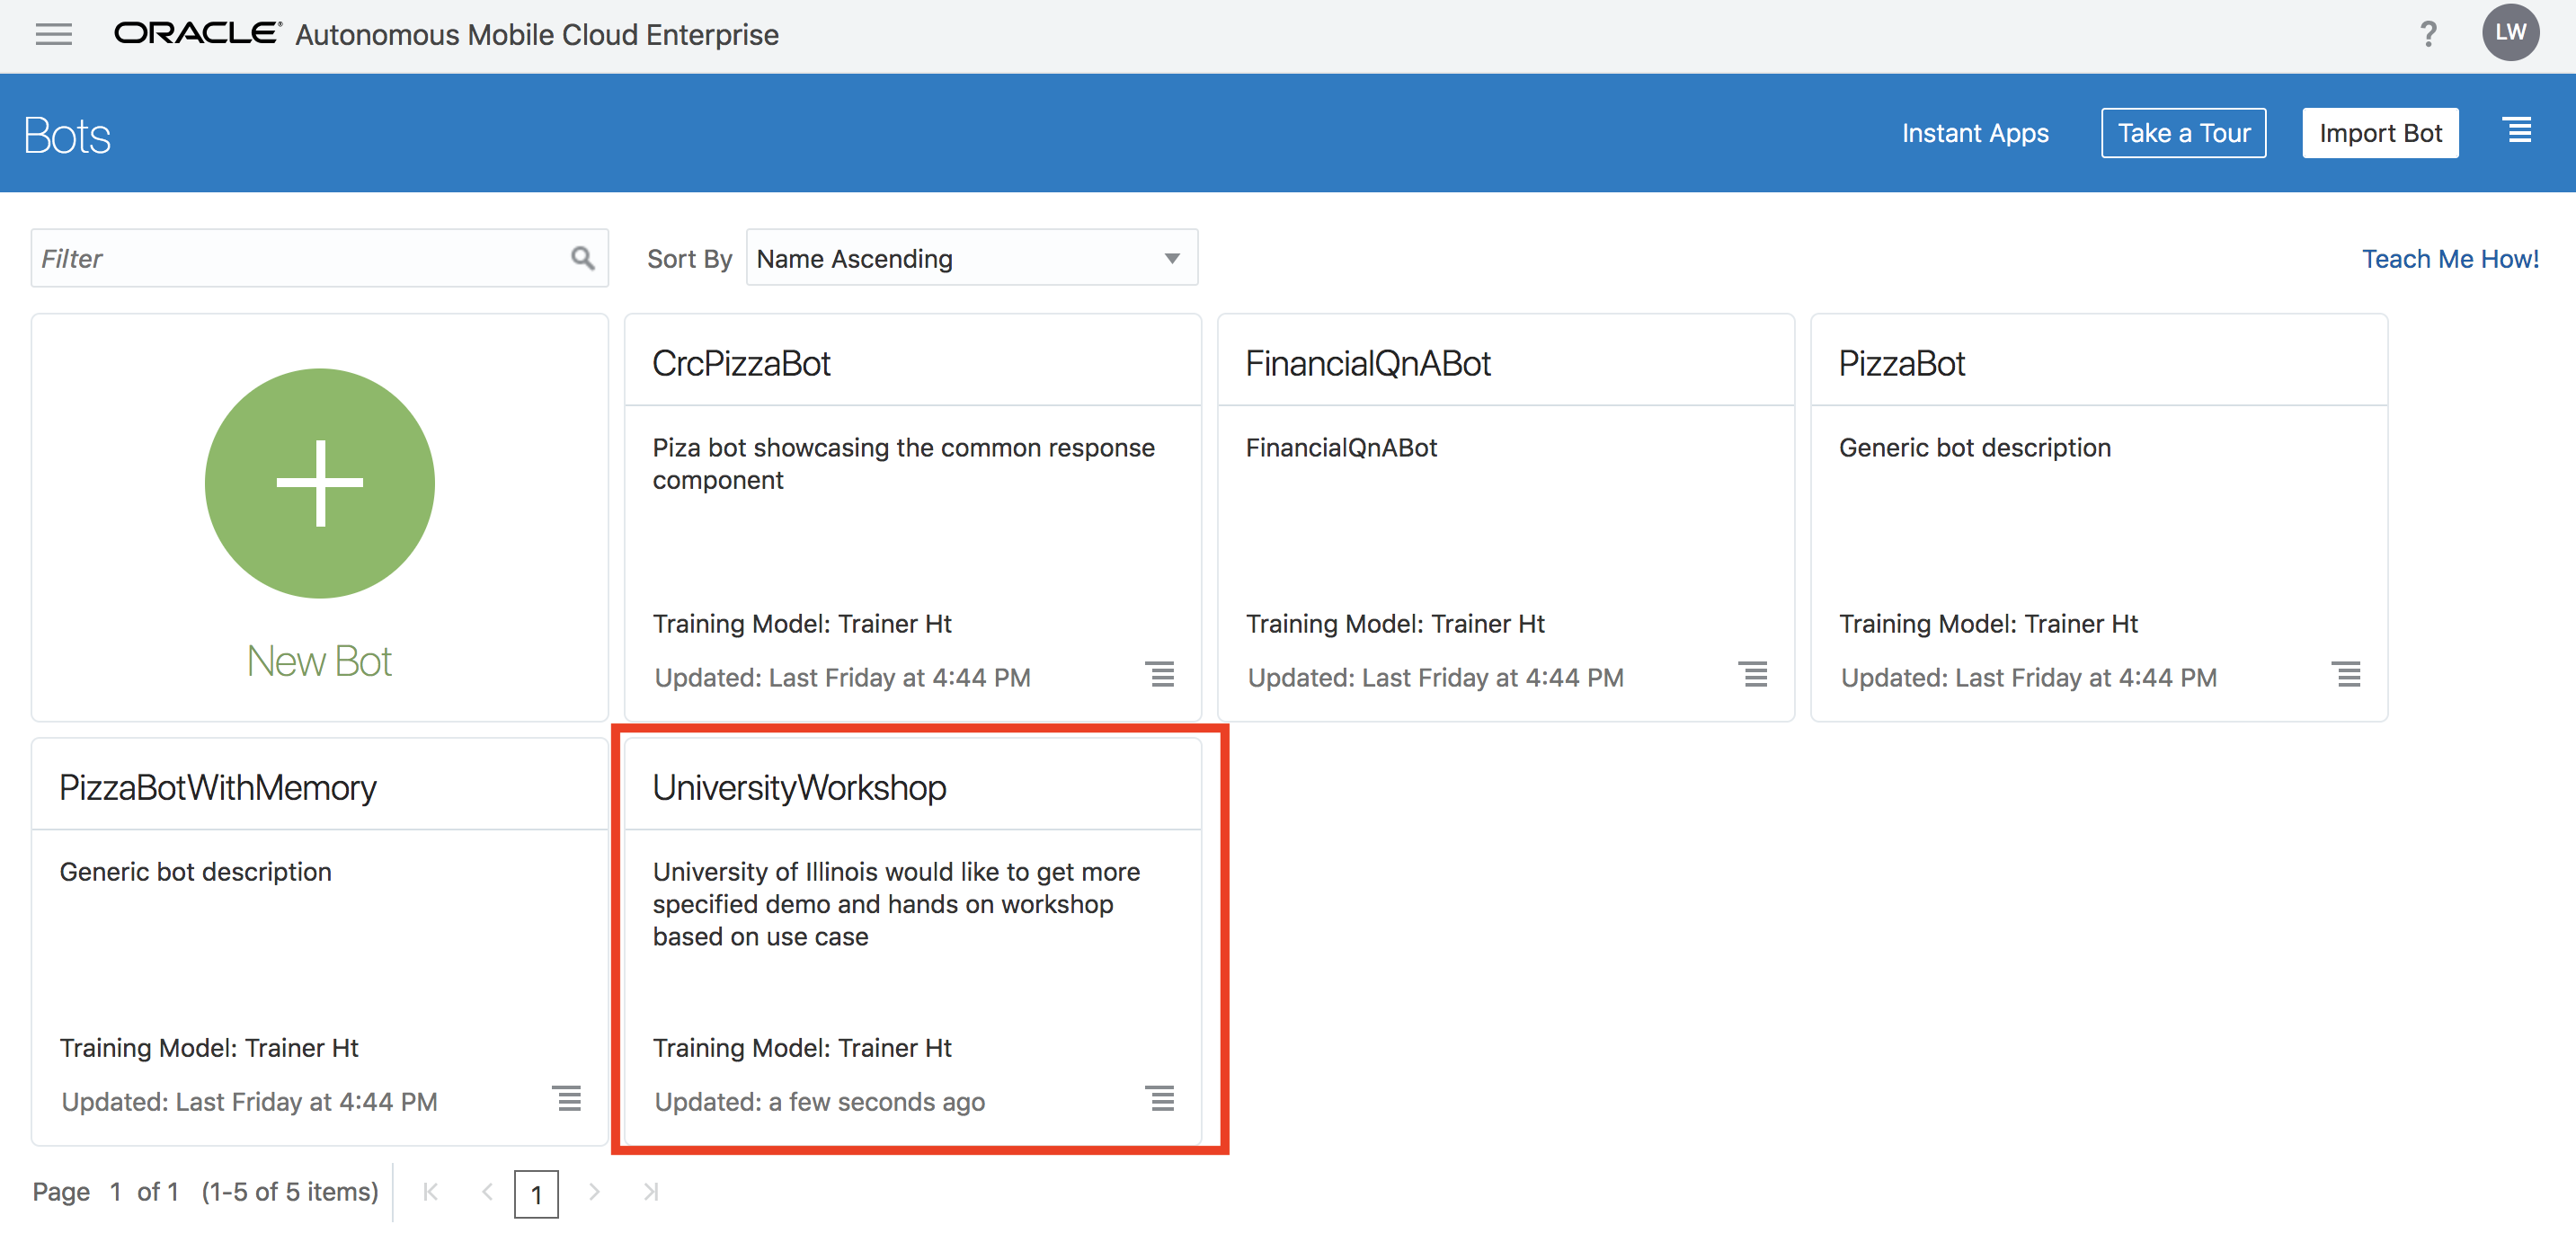 ORACLE® Autonomous Mobile Cloud Enterprise
? LW
Bots
Instant Apps
Take a Tour
Import Bot
Filter
Sort By
Name Ascending
Teach Me How!
New Bot
CrcPizzaBot
Piza bot showcasing the common response
component
Training Model: Trainer Ht
Updated: Last Friday at 4:44 PM
FinancialQnABot
FinancialQnABot
Training Model: Trainer Ht
Updated: Last Friday at 4:44 PM
PizzaBot
Generic bot description
Training Model: Trainer Ht
Updated: Last Friday at 4:44 PM
PizzaBotWithMemory
Generic bot description
Training Model: Trainer Ht
Updated: Last Friday at 4:44 PM
UniversityWorkshop
University of Illinois would like to get more
specified demo and hands on workshop
based on use case
Training Model: Trainer Ht
Updated: a few seconds ago
Page 1 of 1 (1-5 of 5 items)
1